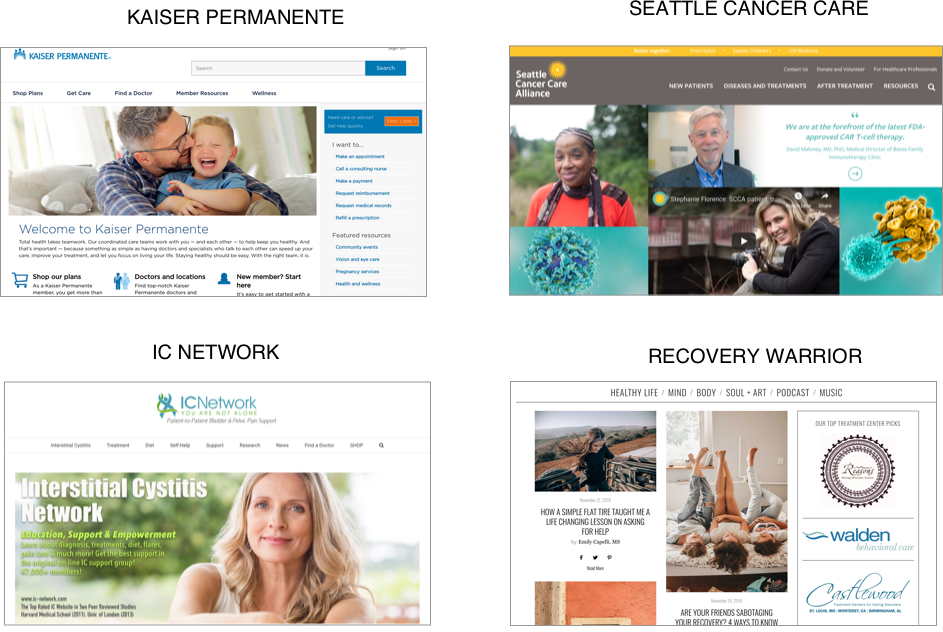 KAISER PERMANENTE
SEATTLE CANCER CARE
KAISER PERMANENTE®
Sign on
Search
Search
Shop Plans
Get Care
Find a Doctor
Member Resources
Wellness
Need care or advice?
Get help quickly.
FIND CARE
I want to...
Make an appointment
Call a consulting nurse
Make a payment
Request reimbursement
Request medical records
Refill a prescription
Featured resources
Community events
Vision and eye care
Pregnancy services
Health and wellness
Welcome to Kaiser Permanente
Total health takes teamwork. Our coordinated care teams work with you — and each other — to help keep you healthy. And
that's important — because something as simple as having doctors and specialists who talk to each other can speed up your
care, improve your treatment, and let you focus on living your life. Staying healthy should be easy. With the right team, it is.
Shop our plans
As a Kaiser Permanente
member, you get more than
Doctors and locations
Find top-notch Kaiser
Permanente doctors and
New member? Start
here
It's easy to get started with a
Better together.
Fred Hutch
Seattle Children's
UW Medicine
Seattle
Cancer Care
Alliance
Contact Us
Donate and Volunteer
For Healthcare Professionals
NEW PATIENTS
DISEASES AND TREATMENTS
AFTER TREATMENT
RESOURCES
“
We are at the forefront of the latest FDA-
approved CAR T-cell therapy.
David Maloney, MD, PhD, Medical Director of Bezos Family
Immunotherapy Clinic
Stephanie Florence: SCCA patient
Share
IC NETWORK
RECOVERY WARRIOR
ICNetwork
YOU ARE NOT ALONE
Patient-to-Patient Bladder & Pelvic Pain Support
Interstitial Cystitis
Treatment
Diet
Self-Help
Support
Research
News
Find a Doctor
SHOP
Interstitial Cystitis
Network
Education, Support & Empowerment
Learn about diagnosis, treatments, diet, flares,
pain care & much more! Get the best support in
the original on line IC support group!
47,000+ members!
www.ic-network.com
The Top Rated IC Website in Two Peer Reviewed Studies
Harvard Medical School (2011), Univ. of London (2013)
HEALTHY LIFE / MIND / BODY / SOUL + ART / PODCAST / MUSIC
November 21, 2018
HOW A SIMPLE FLAT TIRE TAUGHT ME A
LIFE CHANGING LESSON ON ASKING
FOR HELP
by Emily Capelli, MS
Read More
November 19, 2018
ARE YOUR FRIENDS SABOTAGING
YOUR RECOVERY? 4 WAYS TO KNOW
OUR TOP TREATMENT CENTER PICKS
Reasons
walden
behavioral care
Castlewood
Treatment Centers for Eating Disorders
ST. LOUIS, MO | MONTEREY, CA | BIRMINGHAM, AL